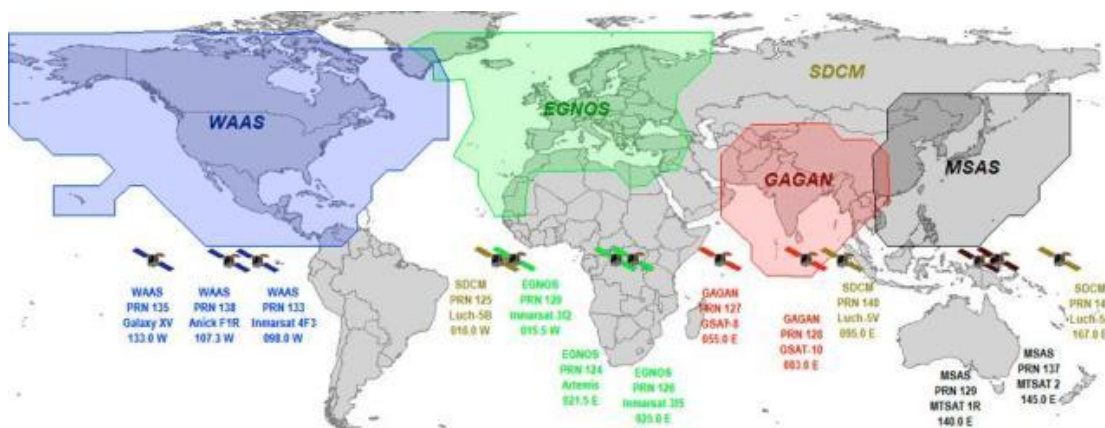 SDCM
WAAS
EGNOS
GAGAN
MSAS
WAAS
PRN 135
Galaxy XV
133.0 W
WAAS
PRN 138
Anick F1R
107.3 W
WAAS
PRN 133
Inmarsat 4F3
098.0 W
SDCM
PRN 125
Luch-5B
016.0 W
EGNOS
PRN 120
Inmarsat 3I2
015.5 W
EGNOS
PRN 124
Artemis
021.5 E
EGNOS
PRN 126
Inmarsat 3I5
025.0 E
GAGAN
PRN 127
GSAT-8
055.0 E
GAGAN
PRN 128
GSAT-10
083.0 E
SDCM
PRN 140
Luch-5V
095.0 E
MSAS
PRN 129
MTSAT 1R
140.0 E
MSAS
PRN 137
MTSAT 2
145.0 E
SDCM
PRN 14
Luch-5
167.0 E